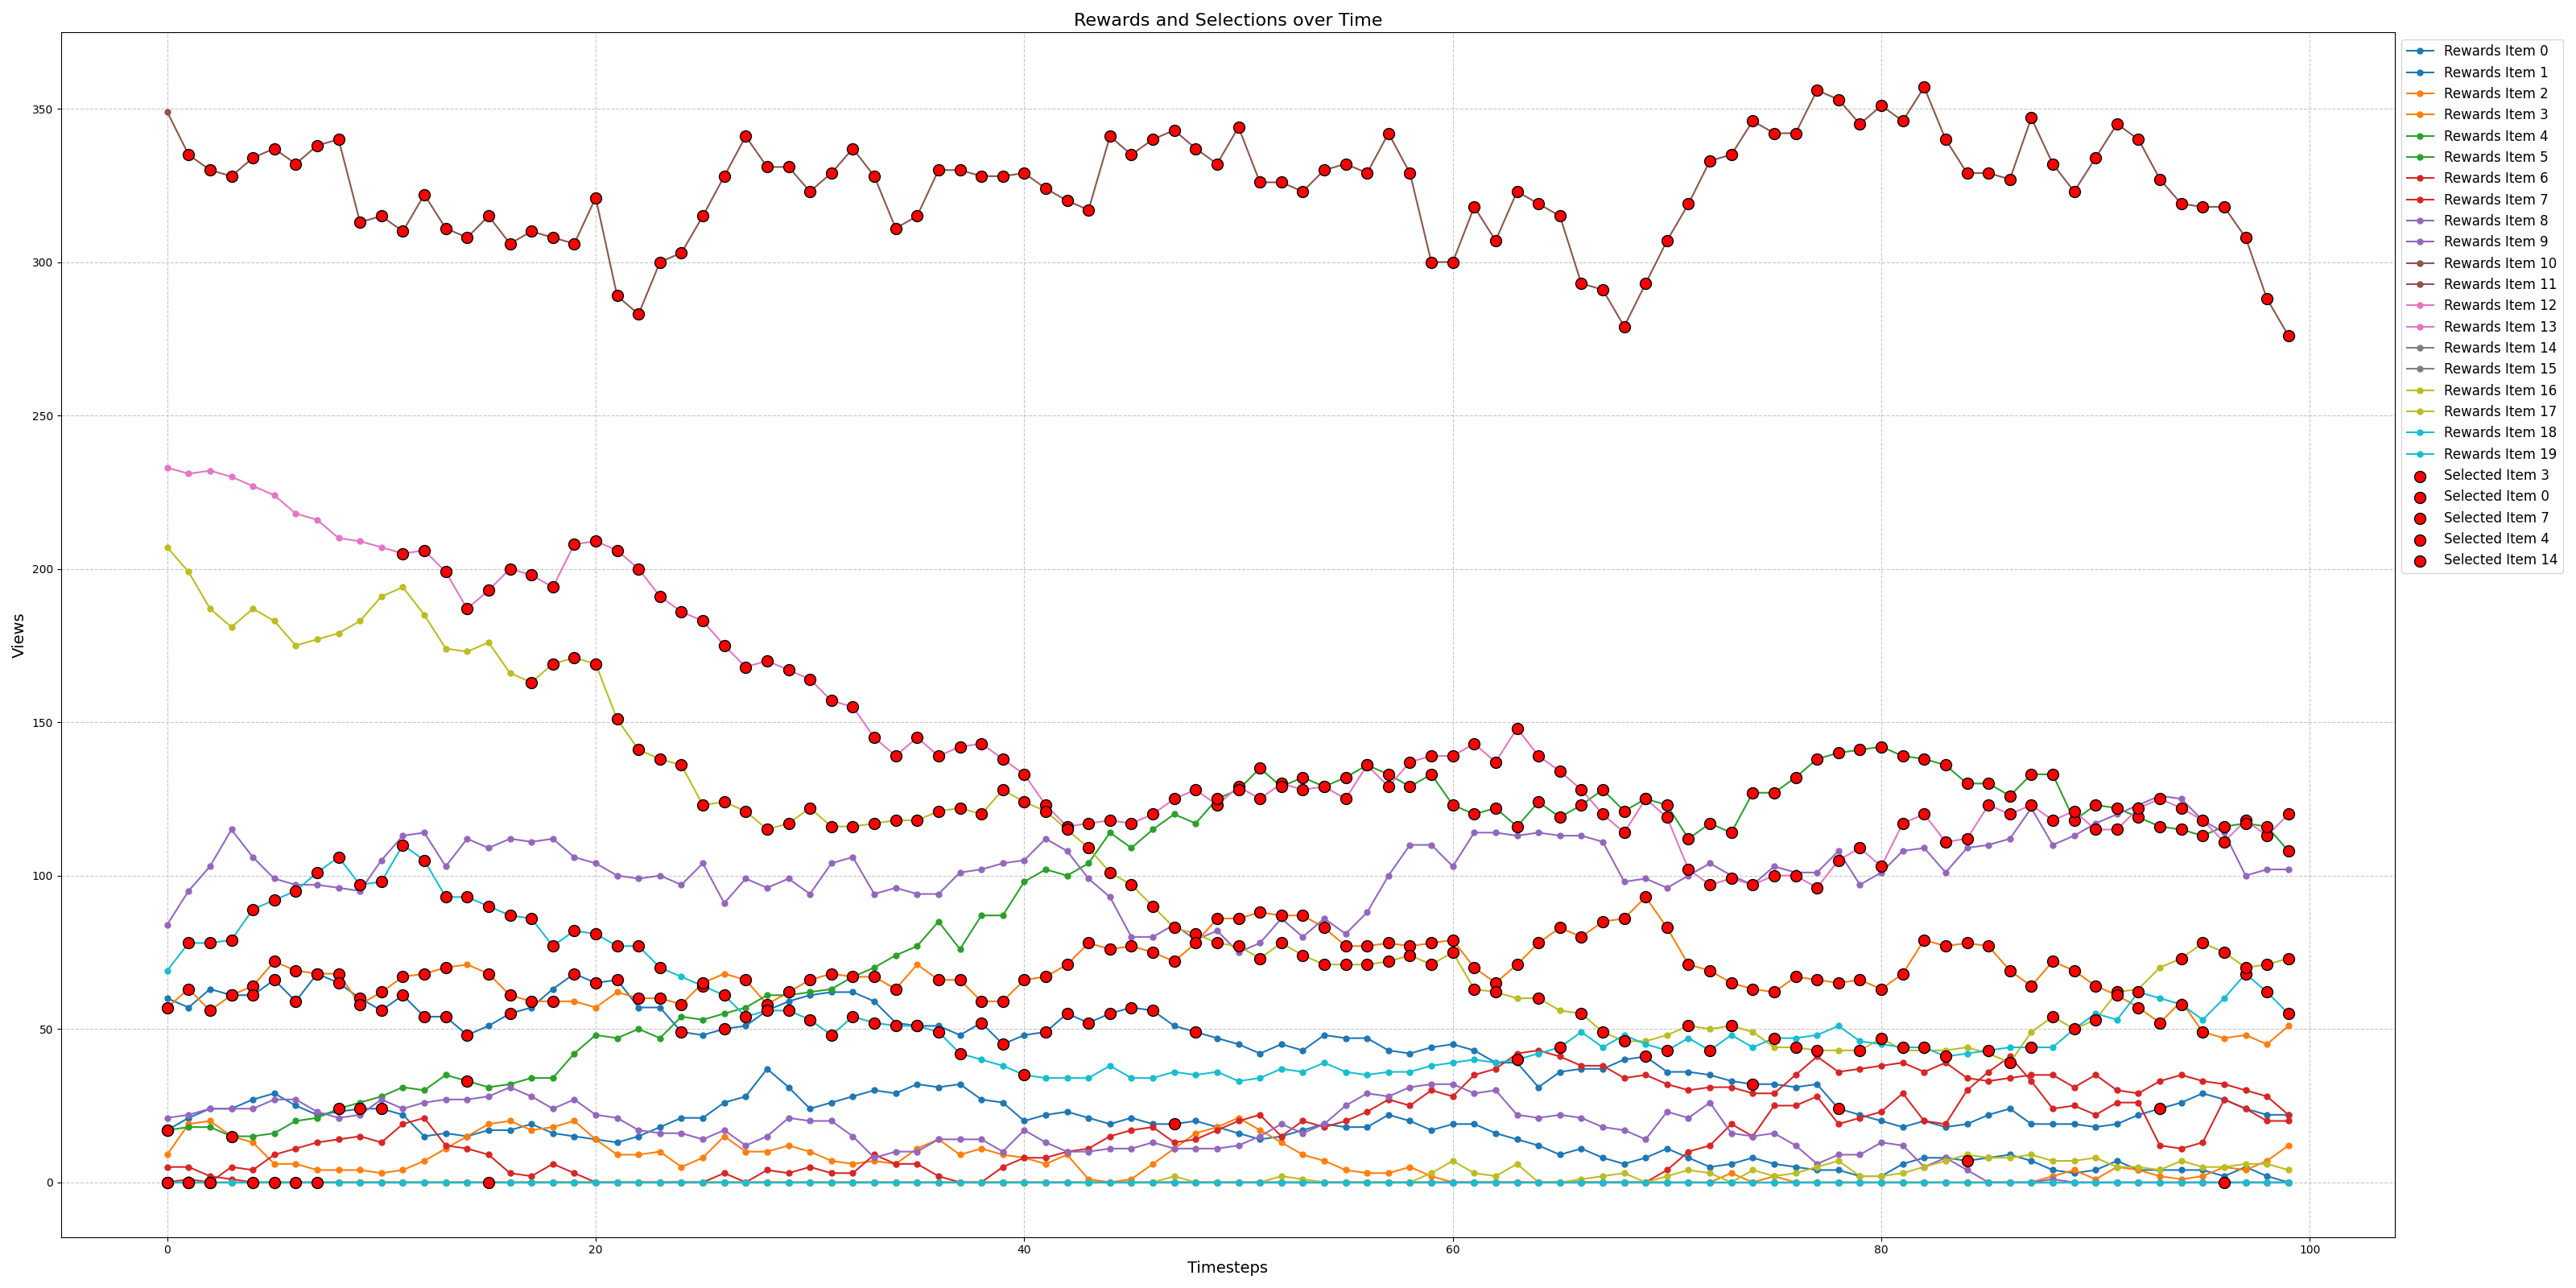 Rewards and Selections over Time
Views
350
300
250
200
150
100
50
0
0
20
40
60
80
100
Timesteps
Rewards Item 0
Rewards Item 1
Rewards Item 2
Rewards Item 3
Rewards Item 4
Rewards Item 5
Rewards Item 6
Rewards Item 7
Rewards Item 8
Rewards Item 9
Rewards Item 10
Rewards Item 11
Rewards Item 12
Rewards Item 13
Rewards Item 14
Rewards Item 15
Rewards Item 16
Rewards Item 17
Rewards Item 18
Rewards Item 19
Selected Item 3
Selected Item 0
Selected Item 7
Selected Item 4
Selected Item 14